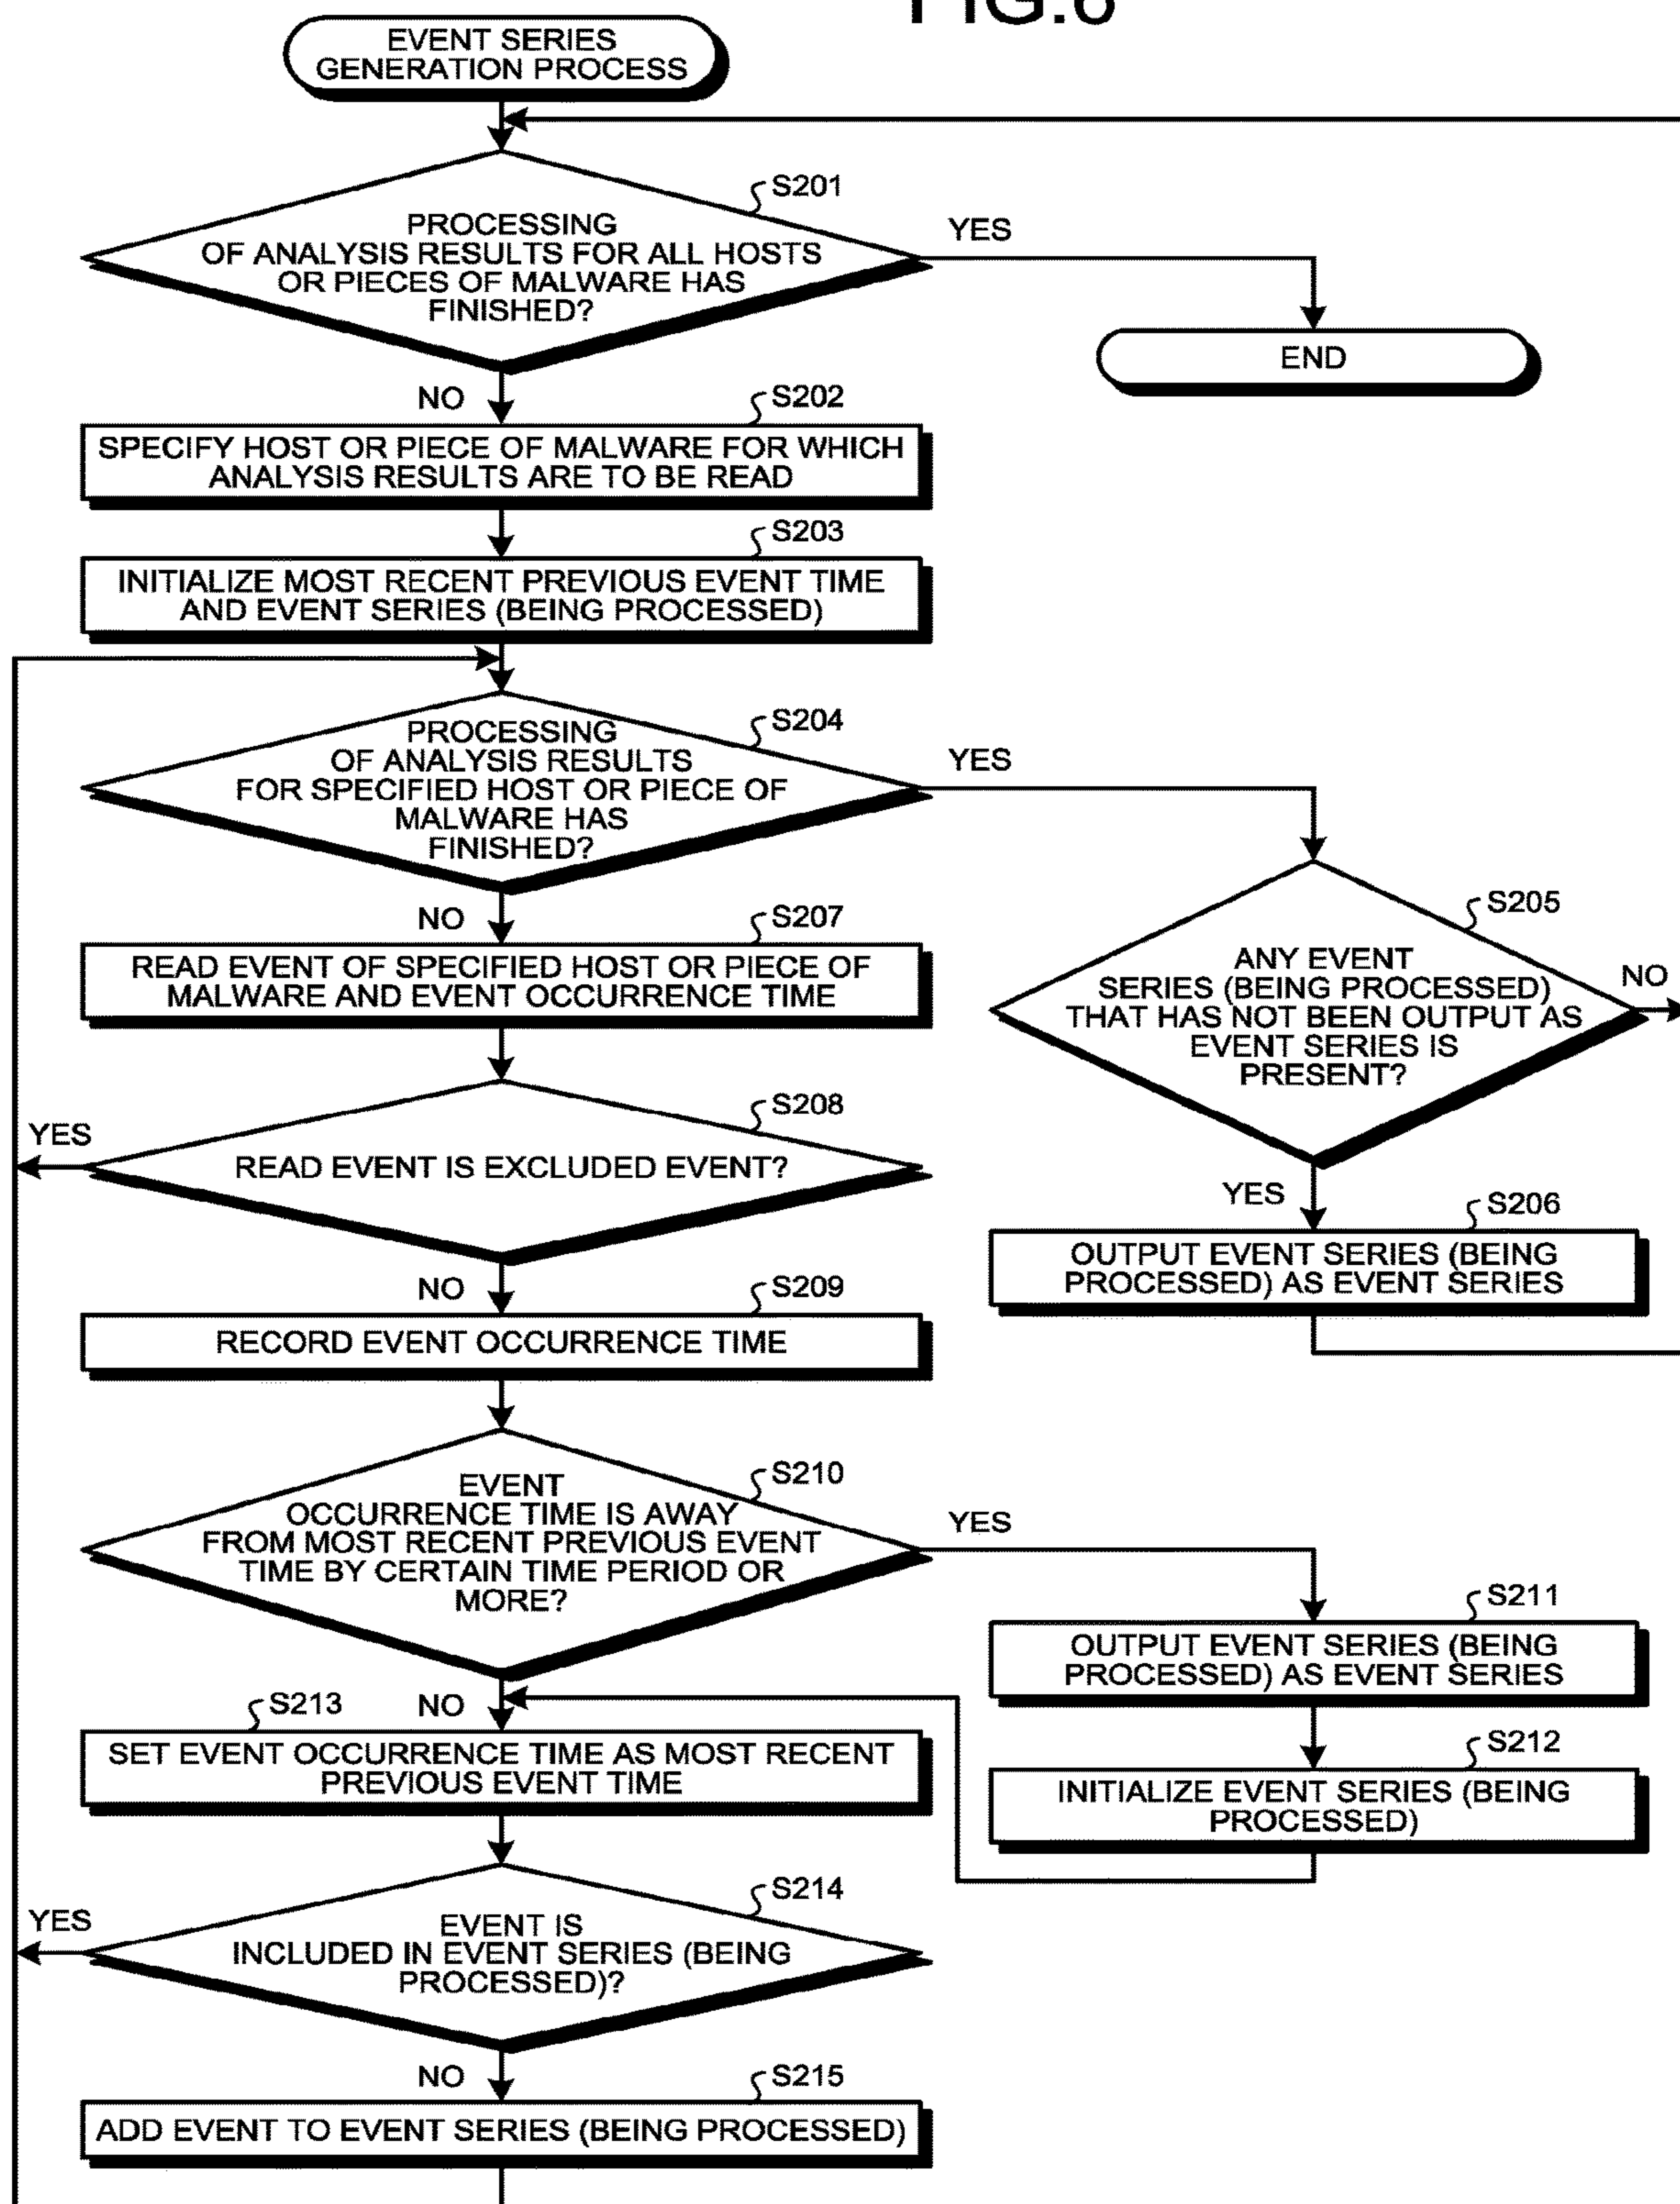 FIG.6
EVENT SERIES
GENERATION PROCESS
S201
PROCESSING
OF ANALYSIS RESULTS FOR ALL HOSTS
OR PIECES OF MALWARE HAS
FINISHED?
YES
END
NO
S202
SPECIFY HOST OR PIECE OF MALWARE FOR WHICH
ANALYSIS RESULTS ARE TO BE READ
S203
INITIALIZE MOST RECENT PREVIOUS EVENT TIME
AND EVENT SERIES (BEING PROCESSED)
S204
PROCESSING
OF ANALYSIS RESULTS
FOR SPECIFIED HOST OR PIECE OF
MALWARE HAS
FINISHED?
YES
S205
ANY EVENT
SERIES (BEING PROCESSED)
THAT HAS NOT BEEN OUTPUT AS
EVENT SERIES IS
PRESENT?
NO
YES
S206
OUTPUT EVENT SERIES (BEING
PROCESSED) AS EVENT SERIES
NO
S207
READ EVENT OF SPECIFIED HOST OR PIECE OF
MALWARE AND EVENT OCCURRENCE TIME
S208
YES
READ EVENT IS EXCLUDED EVENT?
NO
S209
RECORD EVENT OCCURRENCE TIME
S210
EVENT
OCCURRENCE TIME IS AWAY
FROM MOST RECENT PREVIOUS EVENT
TIME BY CERTAIN TIME PERIOD OR
MORE?
YES
S211
OUTPUT EVENT SERIES (BEING
PROCESSED) AS EVENT SERIES
S212
INITIALIZE EVENT SERIES (BEING
PROCESSED)
S213
NO
SET EVENT OCCURRENCE TIME AS MOST RECENT
PREVIOUS EVENT TIME
S214
YES
EVENT IS
INCLUDED IN EVENT SERIES (BEING
PROCESSED)?
NO
S215
ADD EVENT TO EVENT SERIES (BEING PROCESSED)